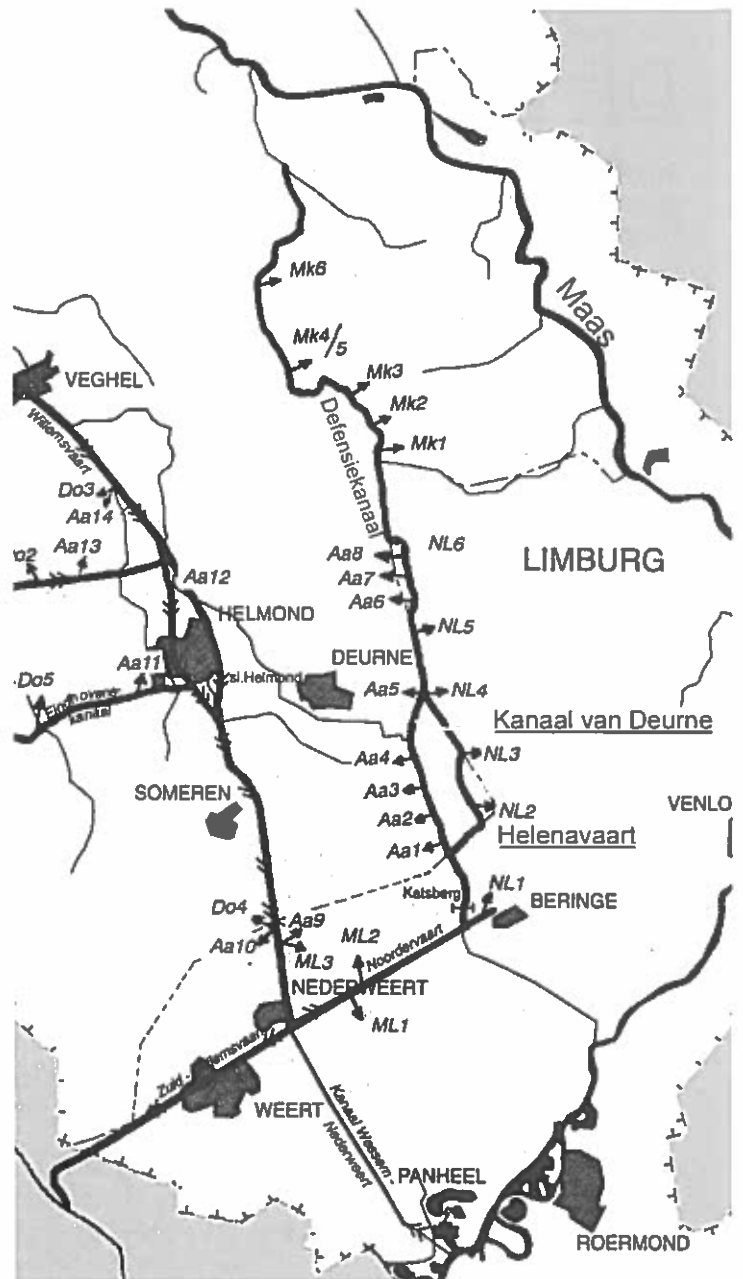 Maas
Mk6
Mk4/5
Mk3
Mk2
Mk1
VEGHEL
Willemsvaart
Defensiekanaal
Do3
Aa14
Aa13
Aa12
Aa8
NL6
LIMBURG
Aa7
Aa6
HELMOND
NL5
DEURNE
Aa11
sl.Helmond
Do5
Eindhovens
kanaal
Aa5
NL4
Kanaal van Deurne
Aa4
NL3
SOMEREN
Aa3
NL2
VENLO
Aa2
Helenavaart
Aa1
Katsberg
NL1
BERINGE
Do4
Aa9
Aa10
ML2
Noordervaart
ML3
NEDERWEERT
ML1
Zuid-
WEERT
Kanaal Wessem-
Nederweert
PANHEEL
ROERMOND